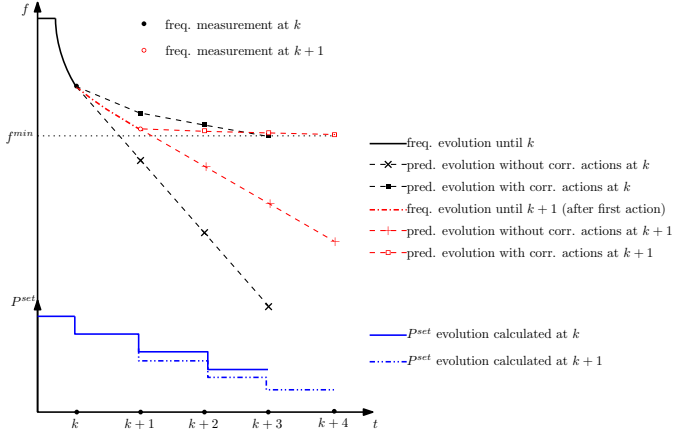 f
freq. measurement at k
freq. measurement at k + 1
f^{min}
freq. evolution until k
pred. evolution without corr. actions at k
pred. evolution with corr. actions at k
freq. evolution until k + 1 (after first action)
pred. evolution without corr. actions at k + 1
pred. evolution with corr. actions at k + 1
P^{set}
P^{set} evolution calculated at k
P^{set} evolution calculated at k + 1
k k + 1 k + 2 k + 3 k + 4 t